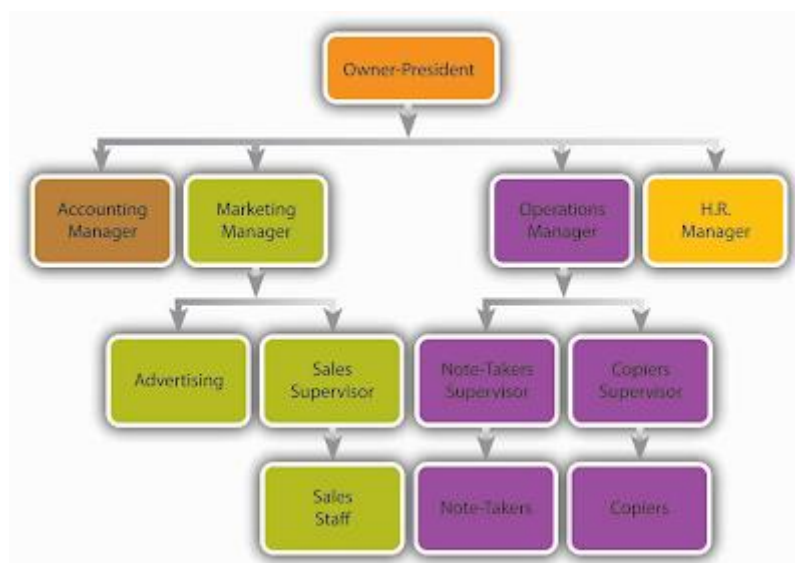 Owner-President
Accounting
Manager
Marketing
Manager
Operations
Manager
H.R.
Manager
Advertising
Sales
Supervisor
Note-Takers
Supervisor
Copiers
Supervisor
Sales
Staff
Note-Takers
Copiers